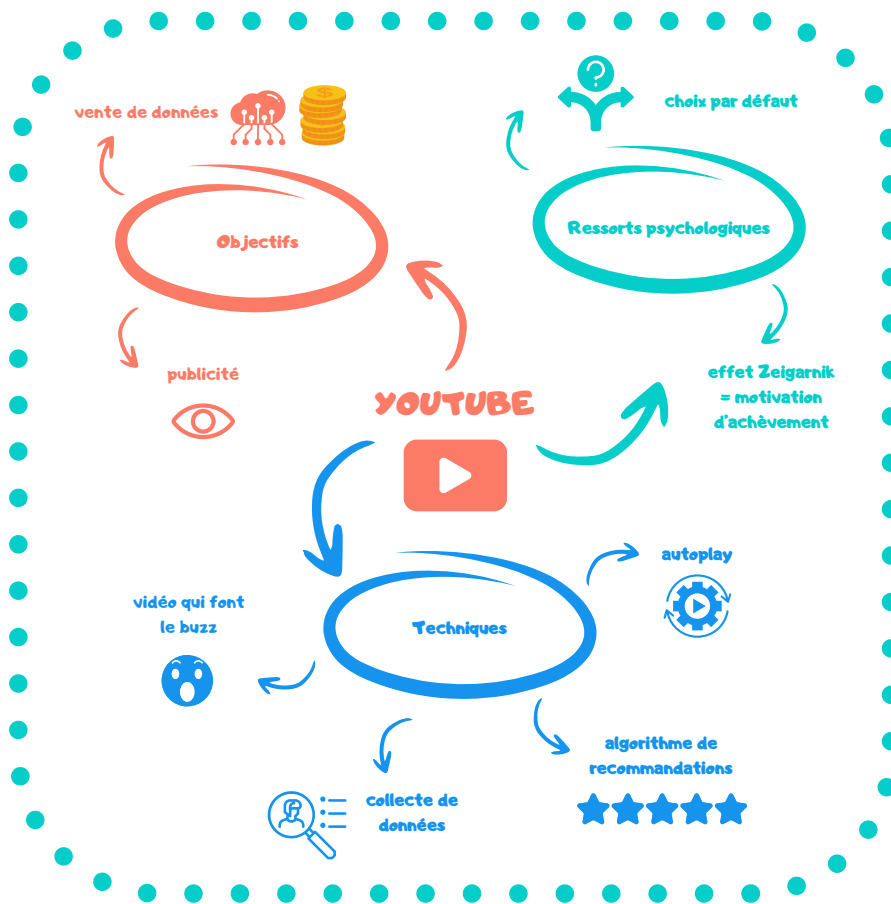 vente de données
choix par défaut
Objectifs
Ressorts psychologiques
publicité
effet Zeigarnik
= motivation
d'achèvement
YOUTUBE
autoplay
vidéo qui font
le buzz
Techniques
algorithme de
recommandations
collecte de
données